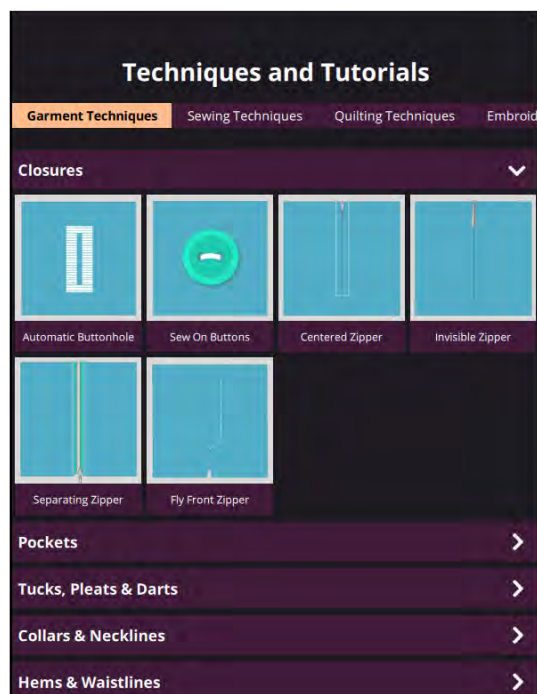 Techniques and Tutorials
Garment Techniques Sewing Techniques Quilting Techniques Embroid
Closures
Automatic Buttonhole Sew On Buttons Centered Zipper Invisible Zipper
Separating Zipper Fly Front Zipper
Pockets
Tucks, Pleats & Darts
Collars & Necklines
Hems & Waistlines